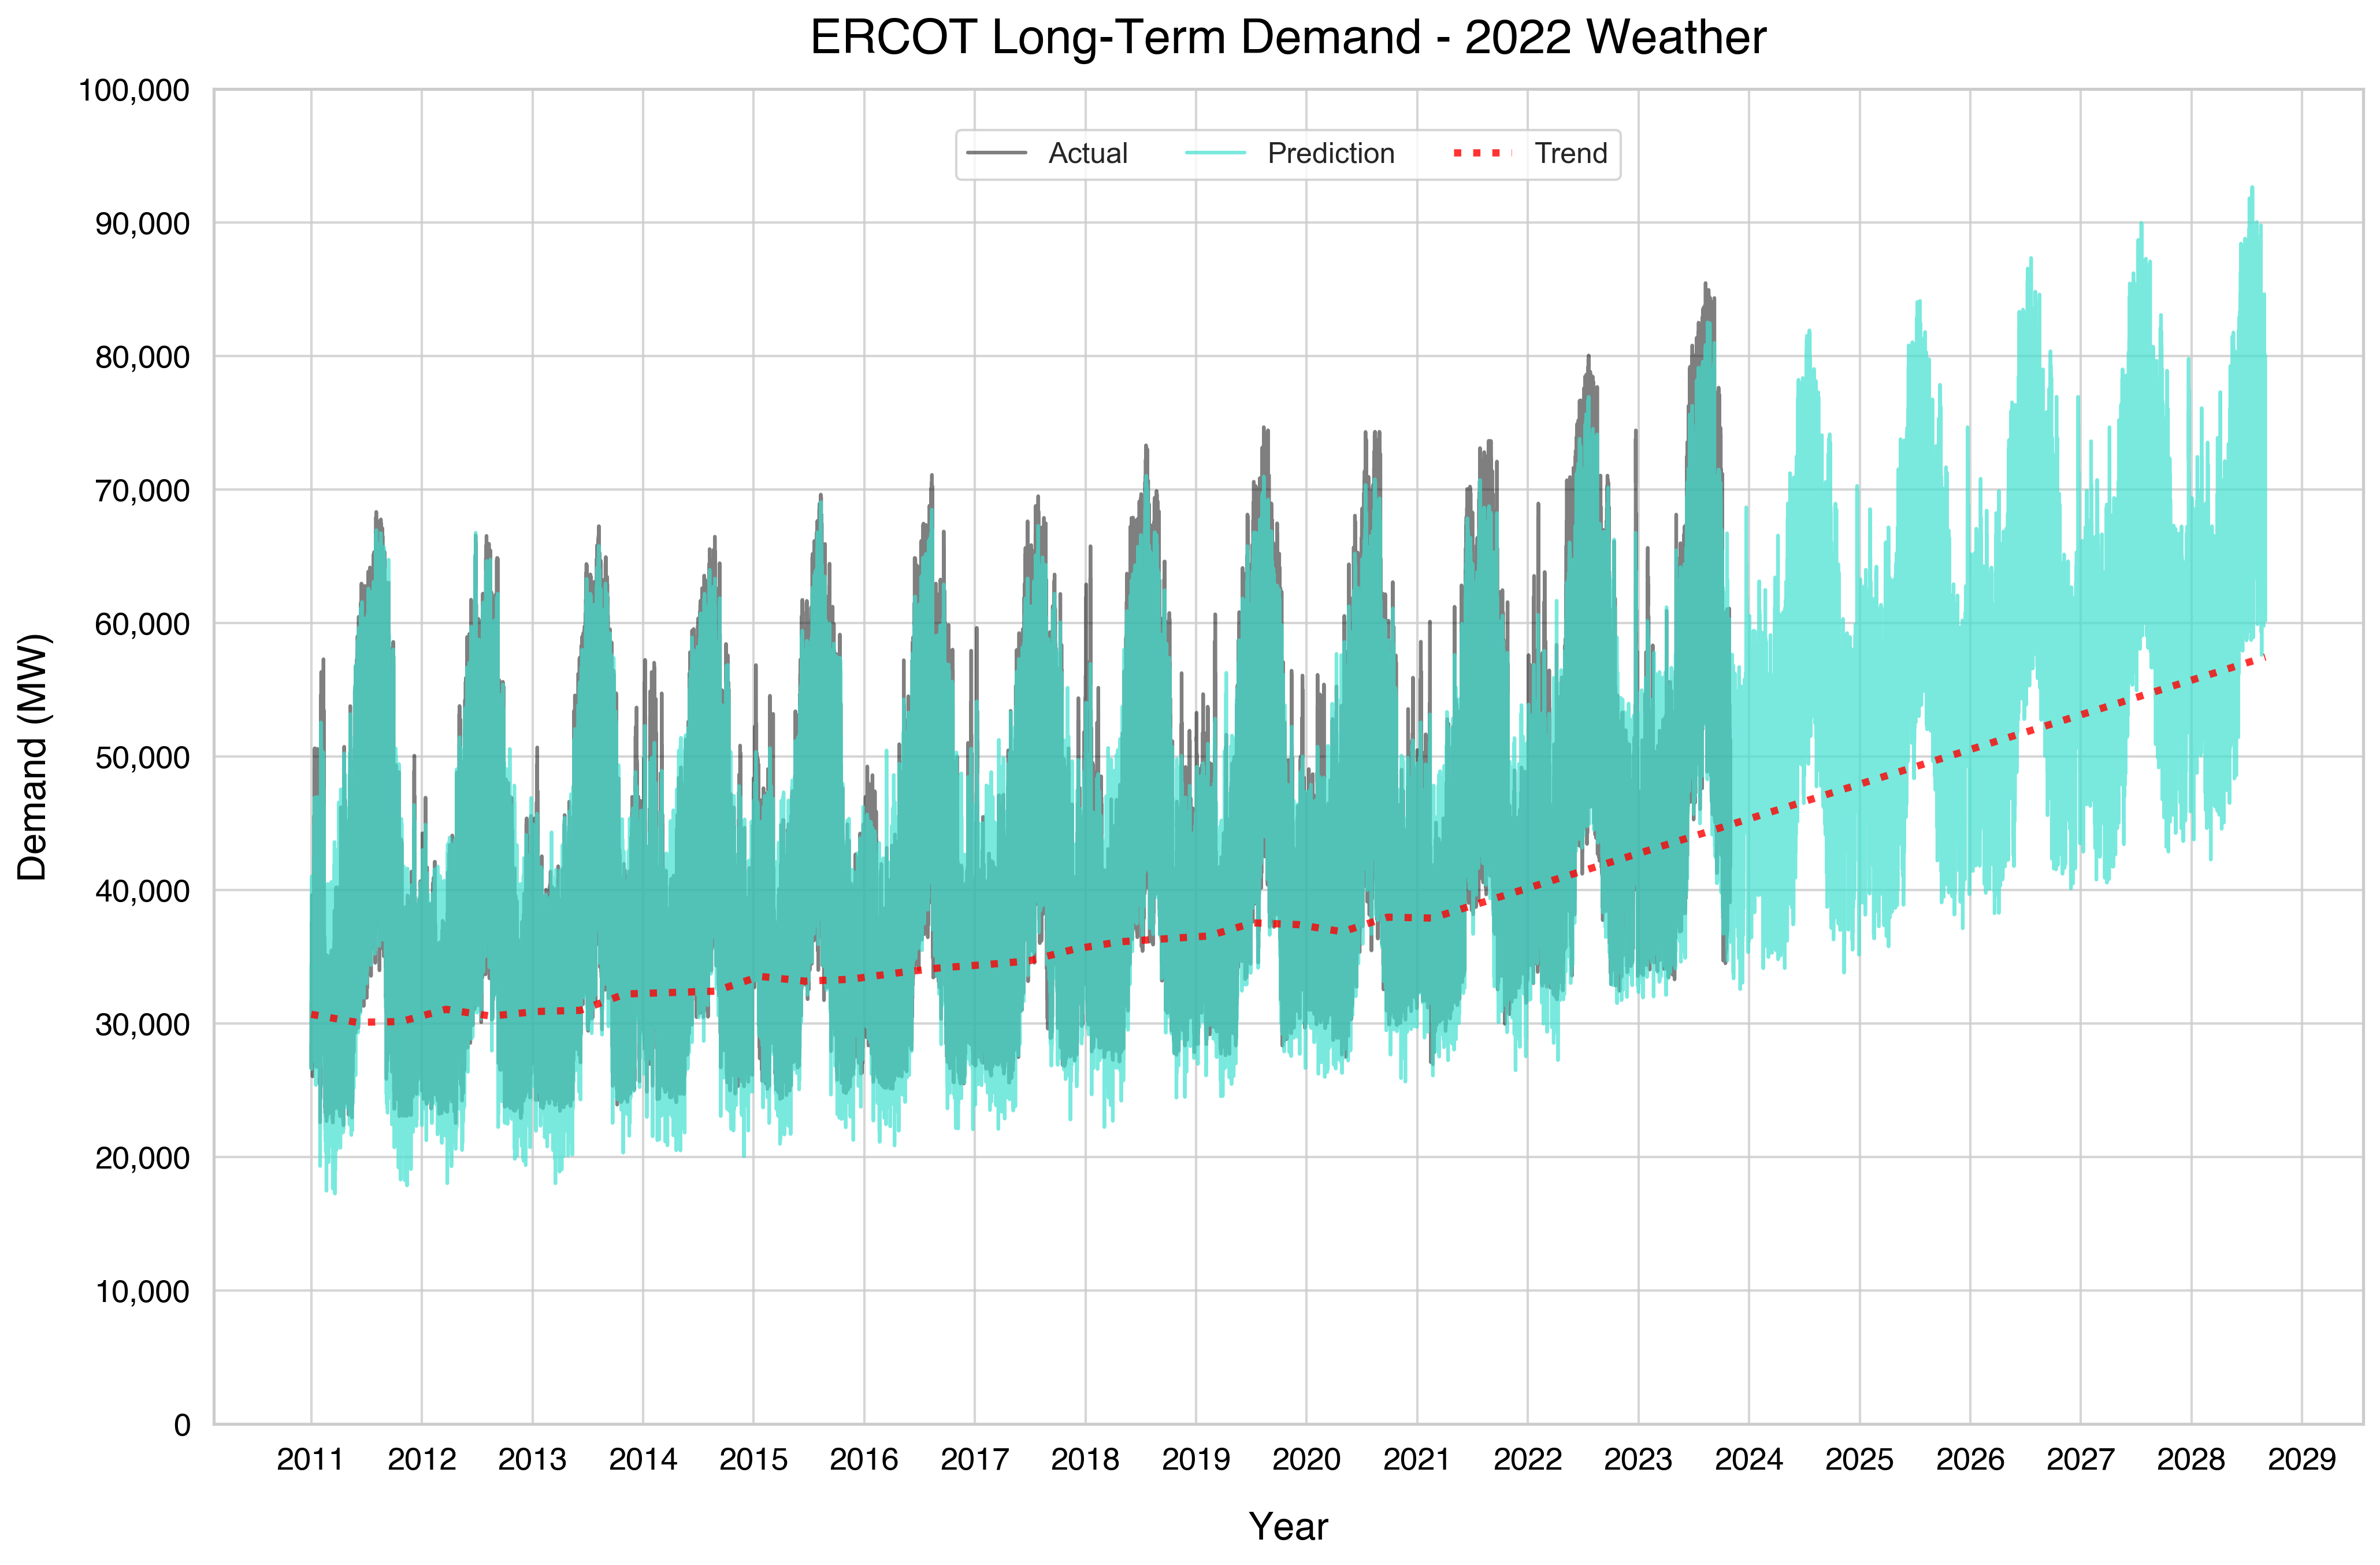 ERCOT Long-Term Demand - 2022 Weather
100,000
Actual Prediction Trend
90,000
80,000
70,000
60,000
Demand (MW)
50,000
40,000
30,000
20,000
10,000
0
2011 2012 2013 2014 2015 2016 2017 2018 2019 2020 2021 2022 2023 2024 2025 2026 2027 2028 2029
Year